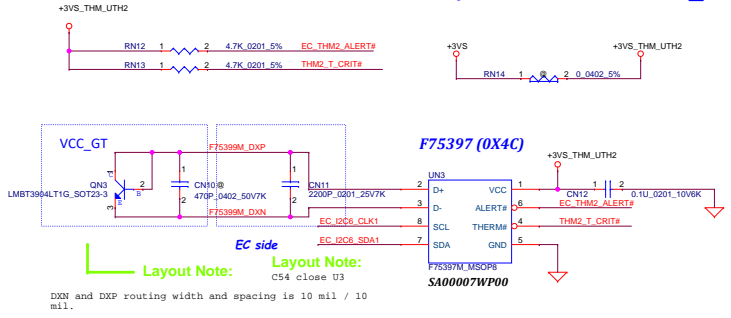 +3VS_THM_UTH2
RN12 1 2 4.7K_0201_5% EC_THM2_ALERT#
RN13 1 2 4.7K_0201_5% THM2_T_CRIT#
+3VS +3VS_THM_UTH2
RN14 1 @ 2 0_0402_5%
VCC_GT
F75399M_DXP
F75397 (0X4C)
+3VS_THM_UTH2
QN3
LMBT3904LT1G_SOT23-3
C
B
E
1
2
3
1
CN10@
470P_0402_50V7K
2
1
CN11
2200P_0201_25V7K
2
F75399M_DXN
UN3
2 D+ VCC 1
3 D- ALERT# 6
8 SCL THERM# 4
7 SDA GND 5
CN12 1 2 0.1U_0201_10V6K
EC_THM2_ALERT#
THM2_T_CRIT#
EC_I2C6_CLK1
EC_I2C6_SDA1
EC side
F75397M_MSOP8
SA00007WP00
Layout Note:
Layout Note:
C54 close U3
DXN and DXP routing width and spacing is 10 mil / 10
mil.